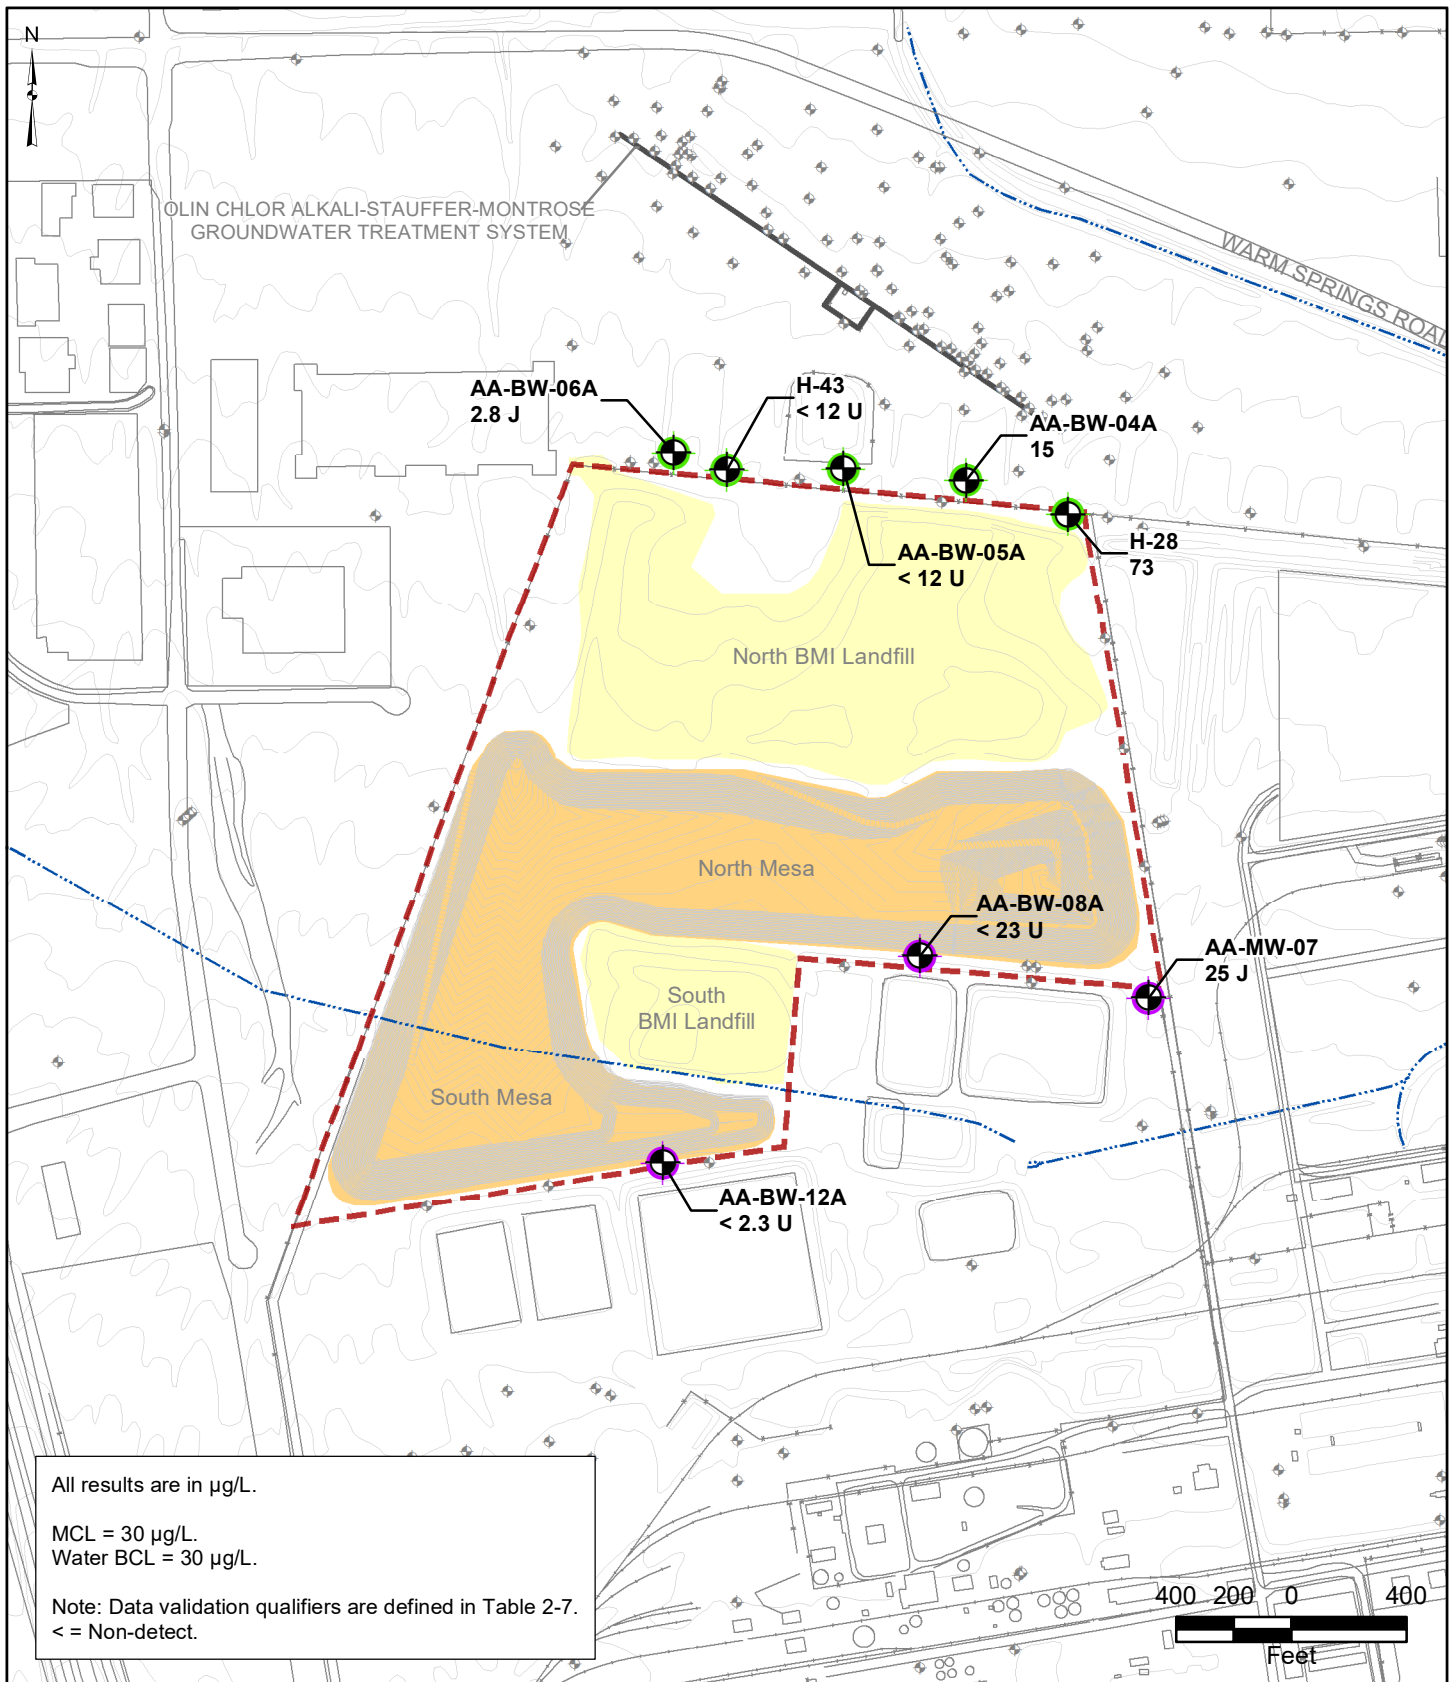 N
OLIN CHLOR ALKALI-STAUFFER-MONTROSE
GROUNDWATER TREATMENT SYSTEM
WARM SPRINGS ROAD
AA-BW-06A
2.8 J
H-43
< 12 U
AA-BW-04A
15
AA-BW-05A
< 12 U
H-28
73
North BMI Landfill
North Mesa
AA-BW-08A
< 23 U
AA-MW-07
25 J
South
BMI Landfill
South Mesa
AA-BW-12A
< 2.3 U
All results are in µg/L.
MCL = 30 µg/L.
Water BCL = 30 µg/L.
Note: Data validation qualifiers are defined in Table 2-7.
< = Non-detect.
400 200 0 400
Feet